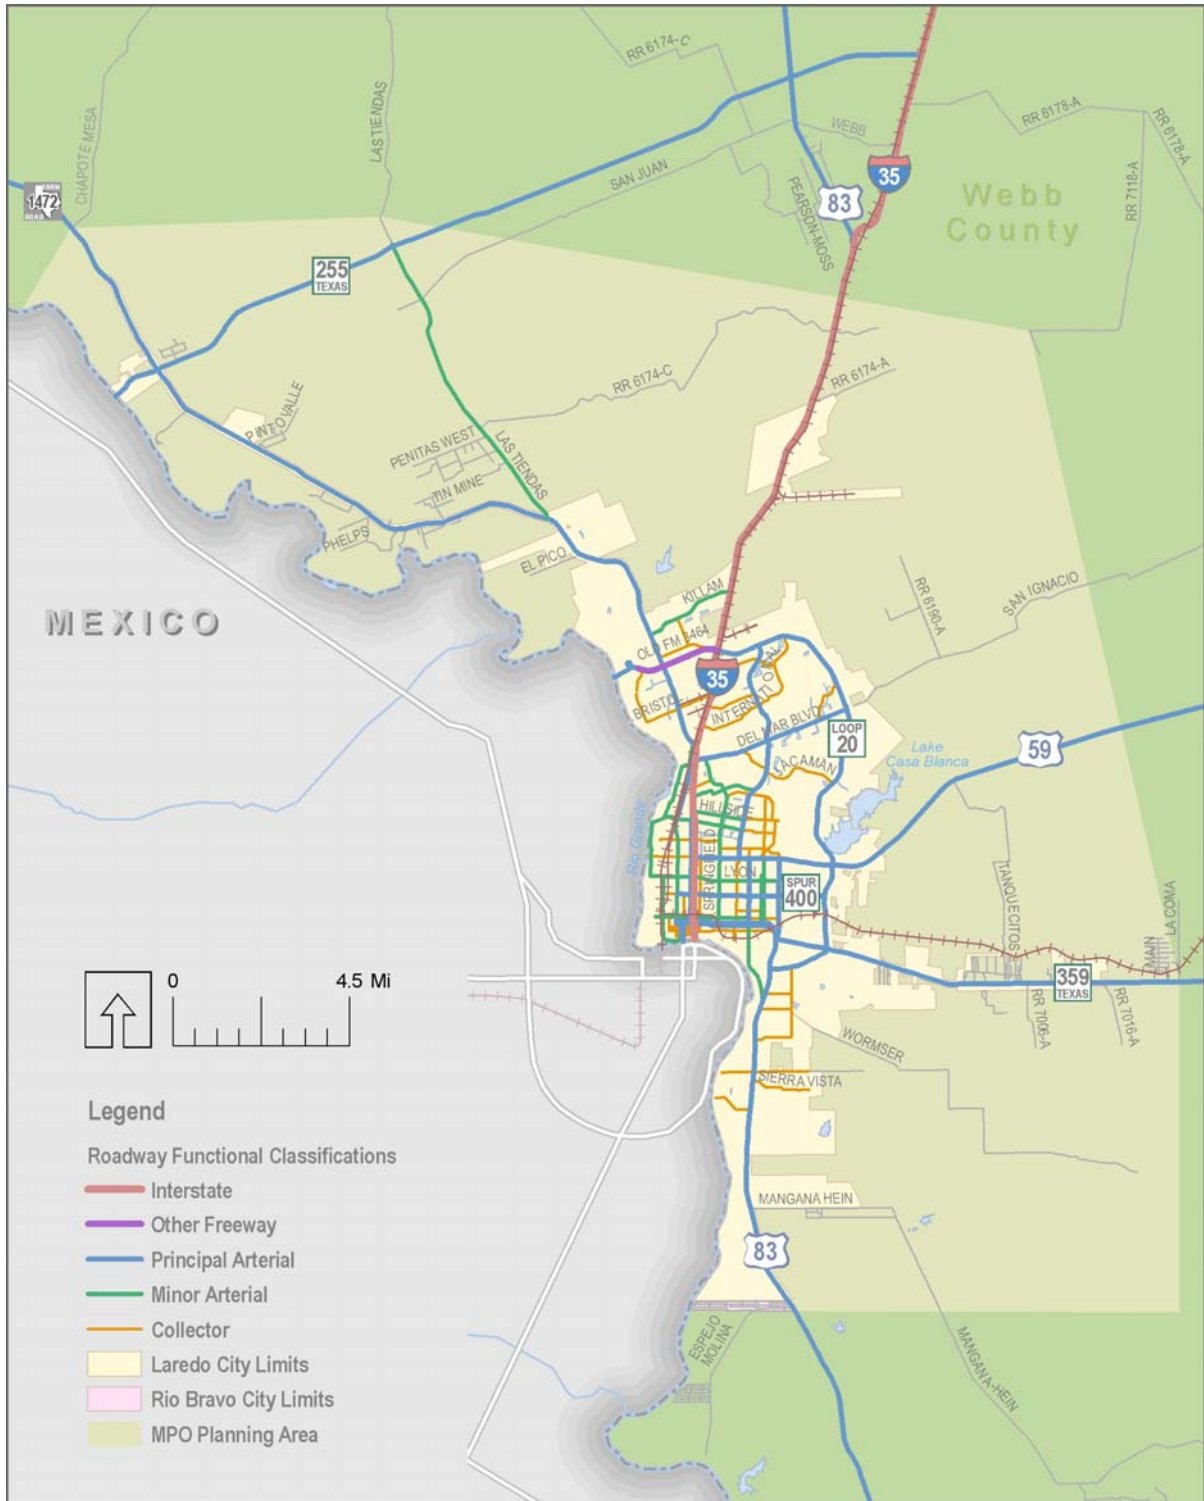 RR 6174-C
CHAPOTE MESA
LAS TIENDAS
WEBB
RR 6178-A
RR 6178-A
35
SAN JUAN
PEARSON-MOSS
83
Webb
County
RR 7118-A
FARM
1472
ROAD
255
TEXAS
RR 6174-C
RR 6174-A
PINTO VALLE
PENITAS WEST
LAS TIENDAS
TIN MINE
PHELPS
EL PICO
MEXICO
KILLAM
RR 6190-A
SAN IGNACIO
OLD FM 3464
35
BRISTOL
INTERNATIONAL
DEL MAR BLVD
LOOP
20
Lake
Casa Blanca
59
JACAMAN
HILLSIDE
Rio Grande
SPRINGFIELD
LYON
SPUR
400
TANQUECITOS
LA COMA
MAIN
0
4.5 Mi
359
TEXAS
RR 7006-A
RR 7016-A
WORMSER
SIERRA VISTA
MANGANA HEIN
83
ESPEJO
MOLINA
MANGANA-HEIN
Legend
Roadway Functional Classifications
Interstate
Other Freeway
Principal Arterial
Minor Arterial
Collector
Laredo City Limits
Rio Bravo City Limits
MPO Planning Area